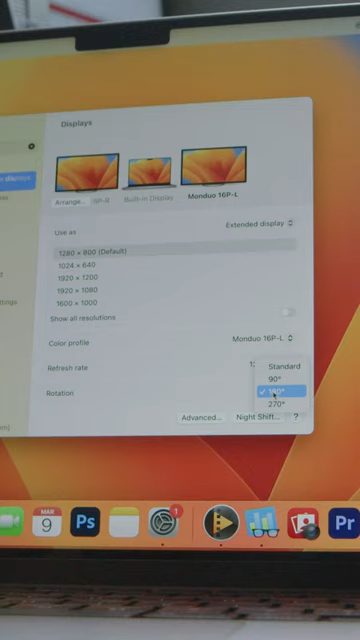 Displays
Arrange...
Built-in Display
Monduo 16P-L
Use as
Extended display
1280 × 800 (Default)
1024 × 640
1920 × 1200
1920 × 1080
1600 × 1000
Show all resolutions
Color profile
Monduo 16P-L
Refresh rate
Standard
90°
Rotation
180°
270°
Advanced...
Night Shift...
?
1
MAR
9
Ps
Pr